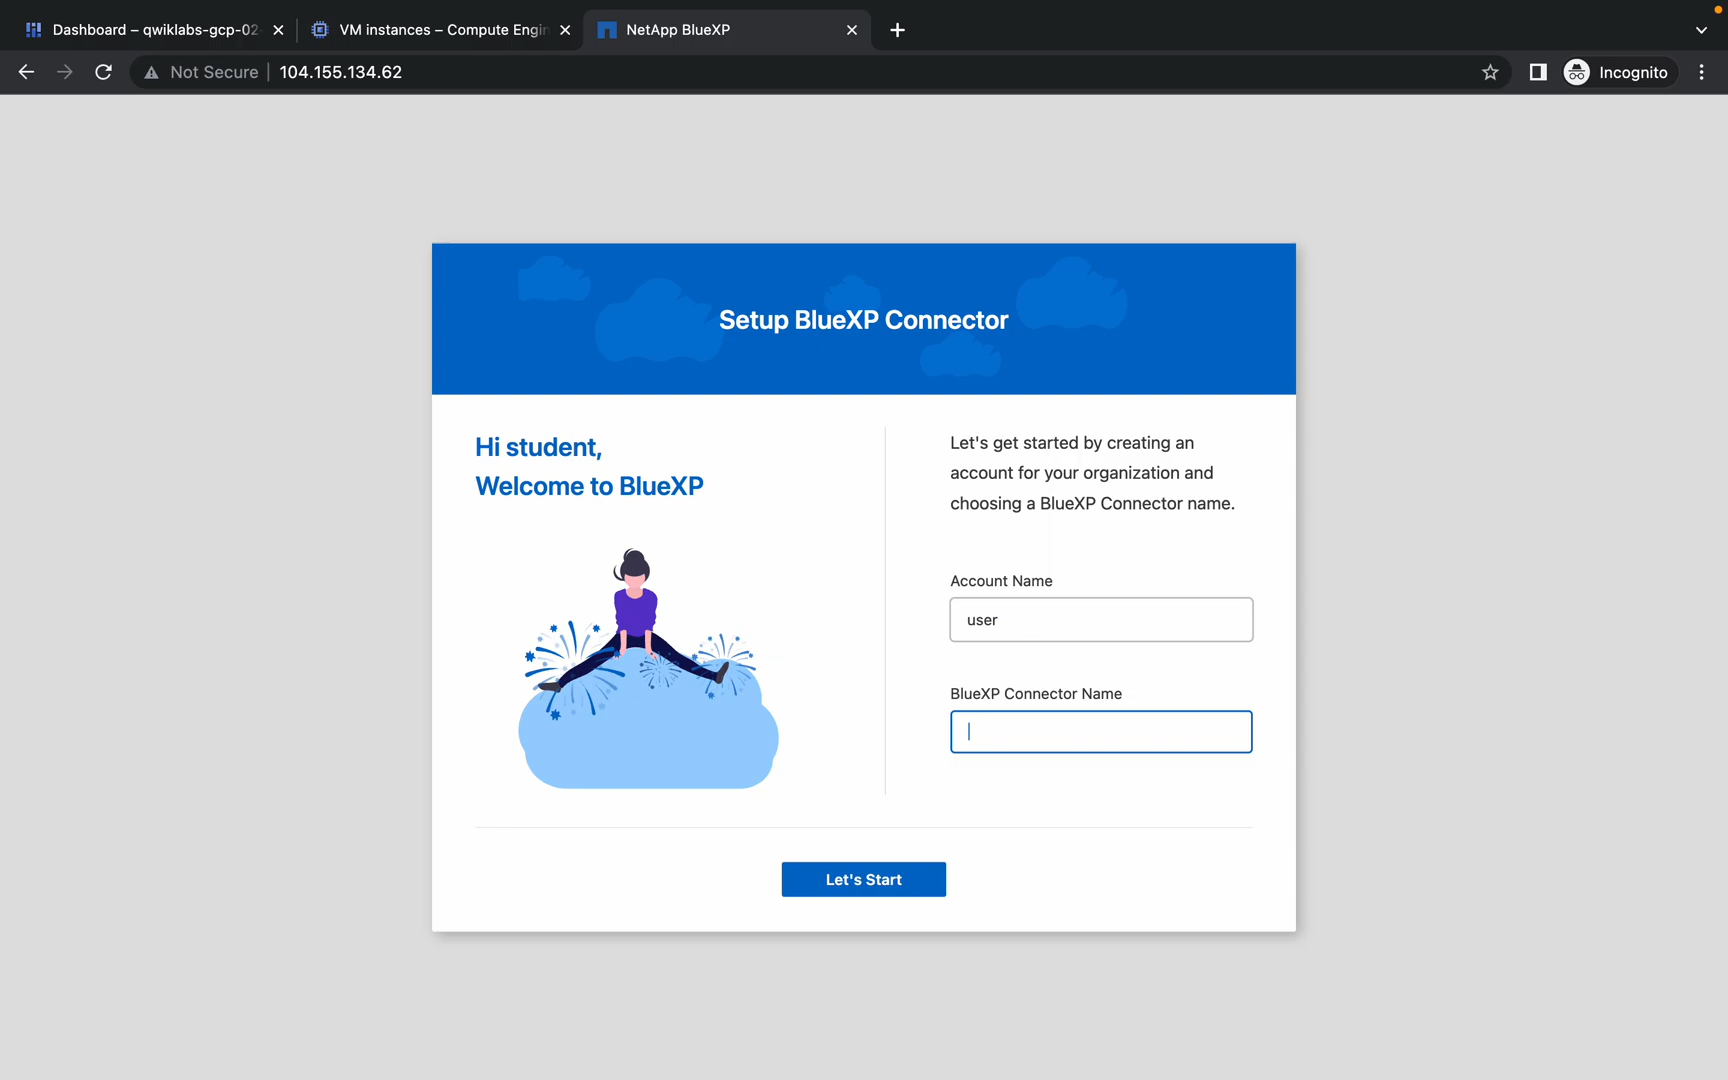 Dashboard – qwiklabs-gcp-02-
VM instances – Compute Engin
NetApp BlueXP
Not Secure
104.155.134.62
Incognito
Setup BlueXP Connector
Hi student,
Welcome to BlueXP
Let's get started by creating an
account for your organization and
choosing a BlueXP Connector name.
Account Name
user
BlueXP Connector Name
Let's Start